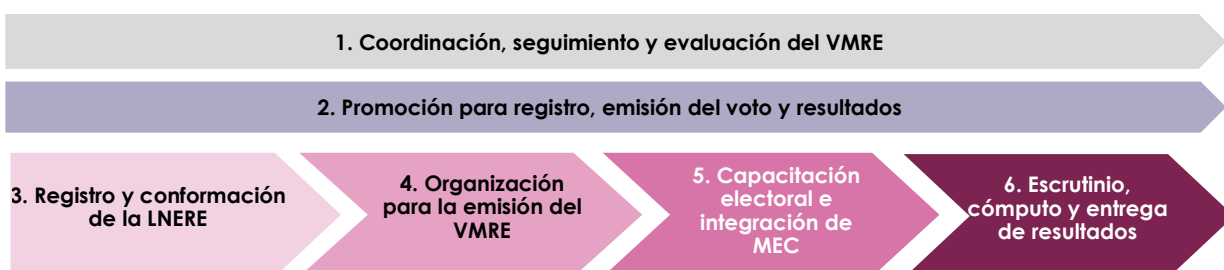 1. Coordinación, seguimiento y evaluación del VMRE
2. Promoción para registro, emisión del voto y resultados
3. Registro y conformación
de la LNERE
4. Organización
para la emisión del
VMRE
5. Capacitación
electoral e
integración de
MEC
6. Escrutinio,
cómputo y entrega
de resultados